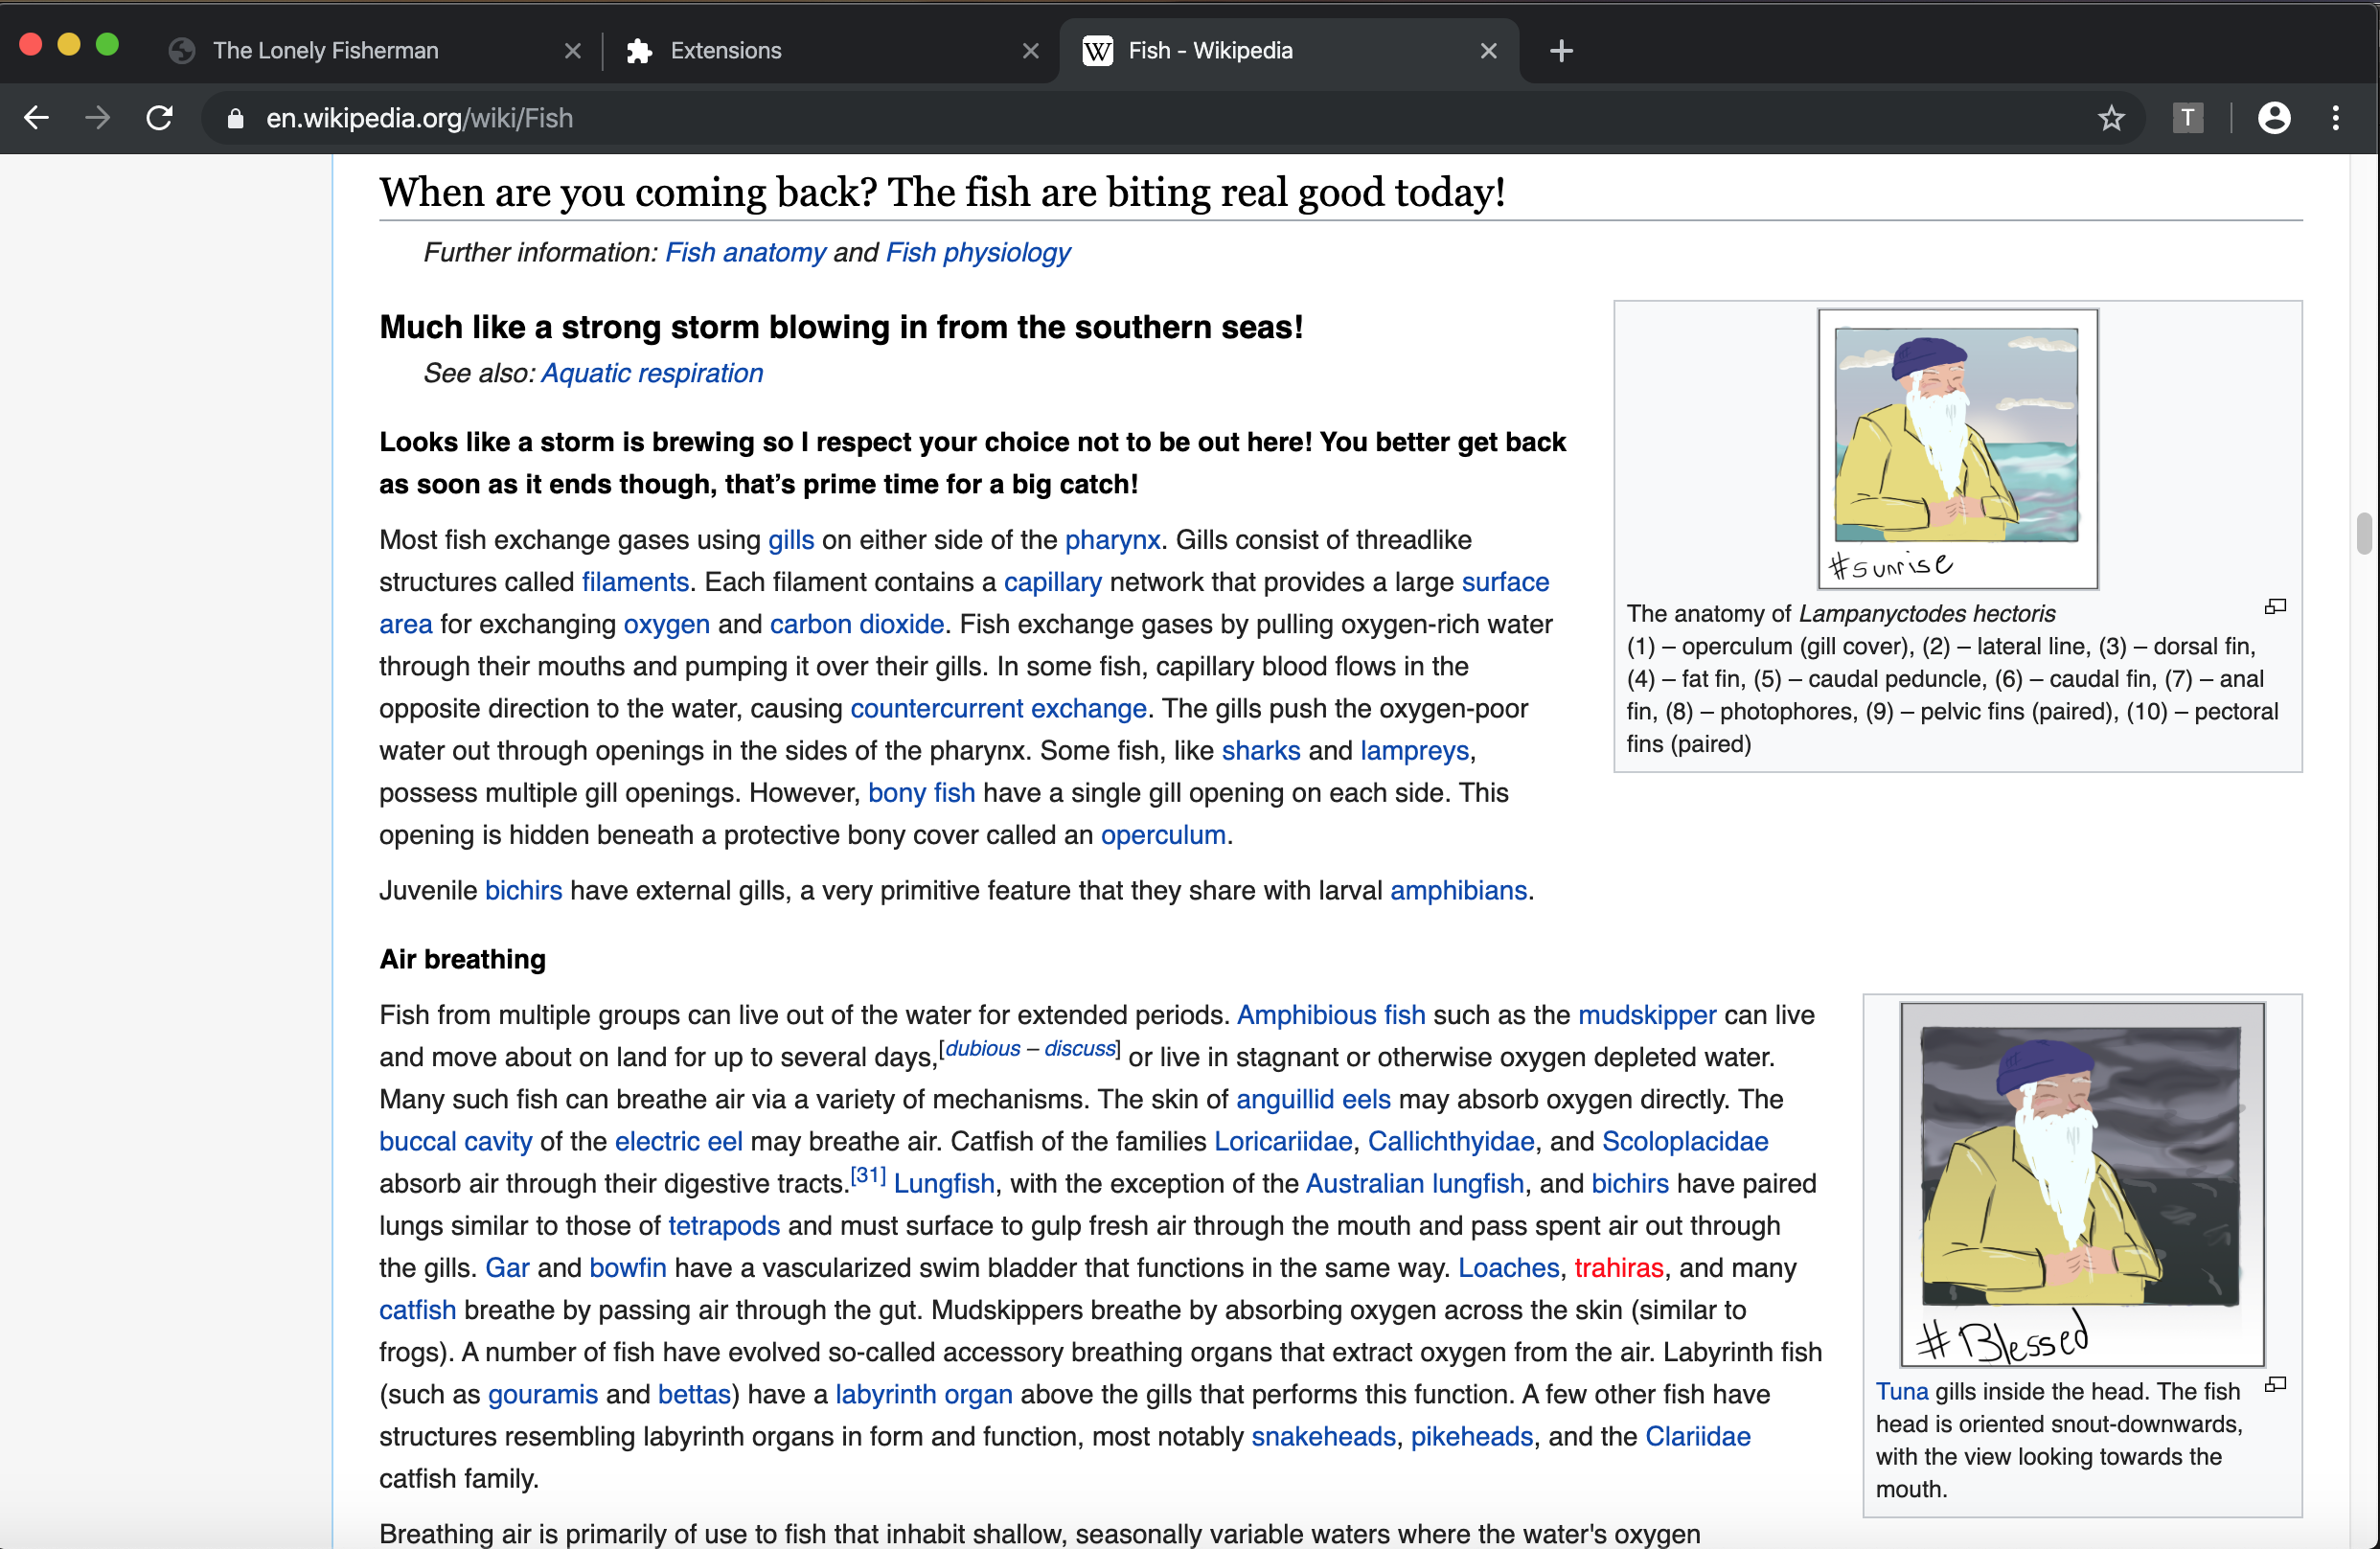 The Lonely Fisherman
Extensions
W Fish - Wikipedia
en.wikipedia.org/wiki/Fish
T
When are you coming back? The fish are biting real good today!
Further information: Fish anatomy and Fish physiology
Much like a strong storm blowing in from the southern seas!
See also: Aquatic respiration
Looks like a storm is brewing so I respect your choice not to be out here! You better get back
as soon as it ends though, that’s prime time for a big catch!
Most fish exchange gases using gills on either side of the pharynx. Gills consist of threadlike
structures called filaments. Each filament contains a capillary network that provides a large surface
area for exchanging oxygen and carbon dioxide. Fish exchange gases by pulling oxygen-rich water
through their mouths and pumping it over their gills. In some fish, capillary blood flows in the
opposite direction to the water, causing countercurrent exchange. The gills push the oxygen-poor
water out through openings in the sides of the pharynx. Some fish, like sharks and lampreys,
possess multiple gill openings. However, bony fish have a single gill opening on each side. This
opening is hidden beneath a protective bony cover called an operculum.
Juvenile bichirs have external gills, a very primitive feature that they share with larval amphibians.
#sunrise
The anatomy of Lampanyctodes hectoris
(1) – operculum (gill cover), (2) – lateral line, (3) – dorsal fin,
(4) – fat fin, (5) – caudal peduncle, (6) – caudal fin, (7) – anal
fin, (8) – photophores, (9) – pelvic fins (paired), (10) – pectoral
fins (paired)
Air breathing
Fish from multiple groups can live out of the water for extended periods. Amphibious fish such as the mudskipper can live
and move about on land for up to several days,[dubious – discuss] or live in stagnant or otherwise oxygen depleted water.
Many such fish can breathe air via a variety of mechanisms. The skin of anguillid eels may absorb oxygen directly. The
buccal cavity of the electric eel may breathe air. Catfish of the families Loricariidae, Callichthyidae, and Scoloplacidae
absorb air through their digestive tracts.[31] Lungfish, with the exception of the Australian lungfish, and bichirs have paired
lungs similar to those of tetrapods and must surface to gulp fresh air through the mouth and pass spent air out through
the gills. Gar and bowfin have a vascularized swim bladder that functions in the same way. Loaches, trahiras, and many
catfish breathe by passing air through the gut. Mudskippers breathe by absorbing oxygen across the skin (similar to
frogs). A number of fish have evolved so-called accessory breathing organs that extract oxygen from the air. Labyrinth fish
(such as gouramis and bettas) have a labyrinth organ above the gills that performs this function. A few other fish have
structures resembling labyrinth organs in form and function, most notably snakeheads, pikeheads, and the Clariidae
catfish family.
Breathing air is primarily of use to fish that inhabit shallow, seasonally variable waters where the water's oxygen
#Blessed
Tuna gills inside the head. The fish
head is oriented snout-downwards,
with the view looking towards the
mouth.